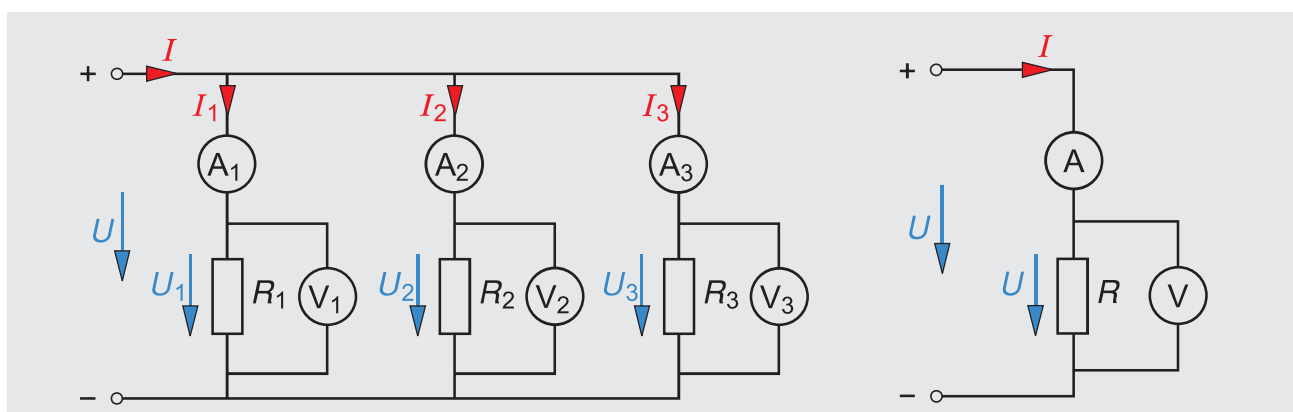 + I I
+
I₁ I₂ I₃
A₁ A₂ A₃ A
U U
U₁ R₁ V₁ U₂ R₂ V₂ U₃ R₃ V₃ U R V
− −